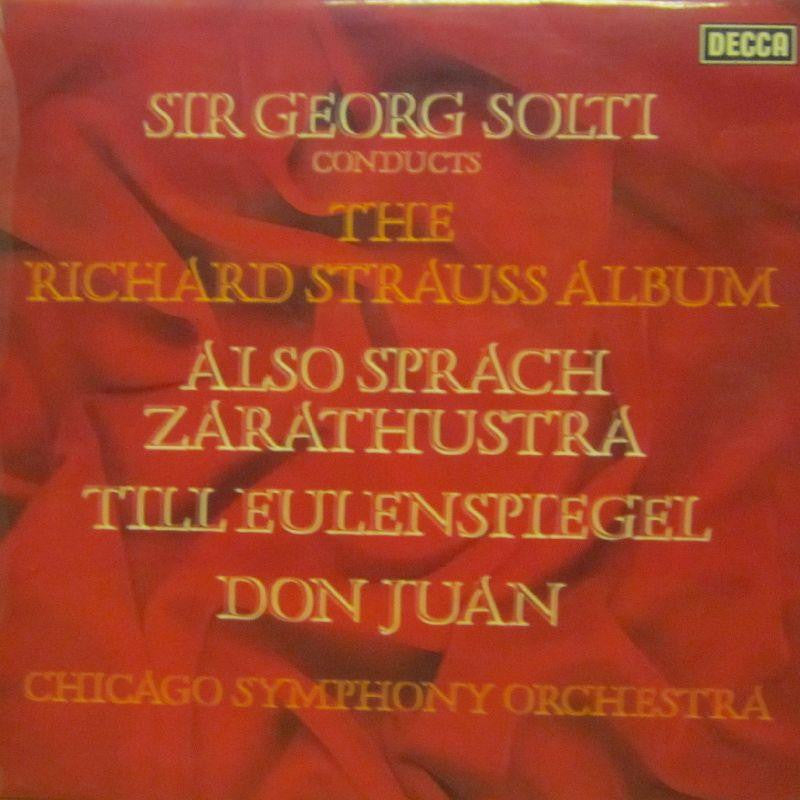 DECCA
SIR GEORG SOLTI
CONDUCTS
THE
RICHARD STRAUSS ALBUM
ALSO SPRACH
ZARATHUSTRA
TILL EULENSPIEGEL
DON JUAN
CHICAGO SYMPHONY ORCHESTRA